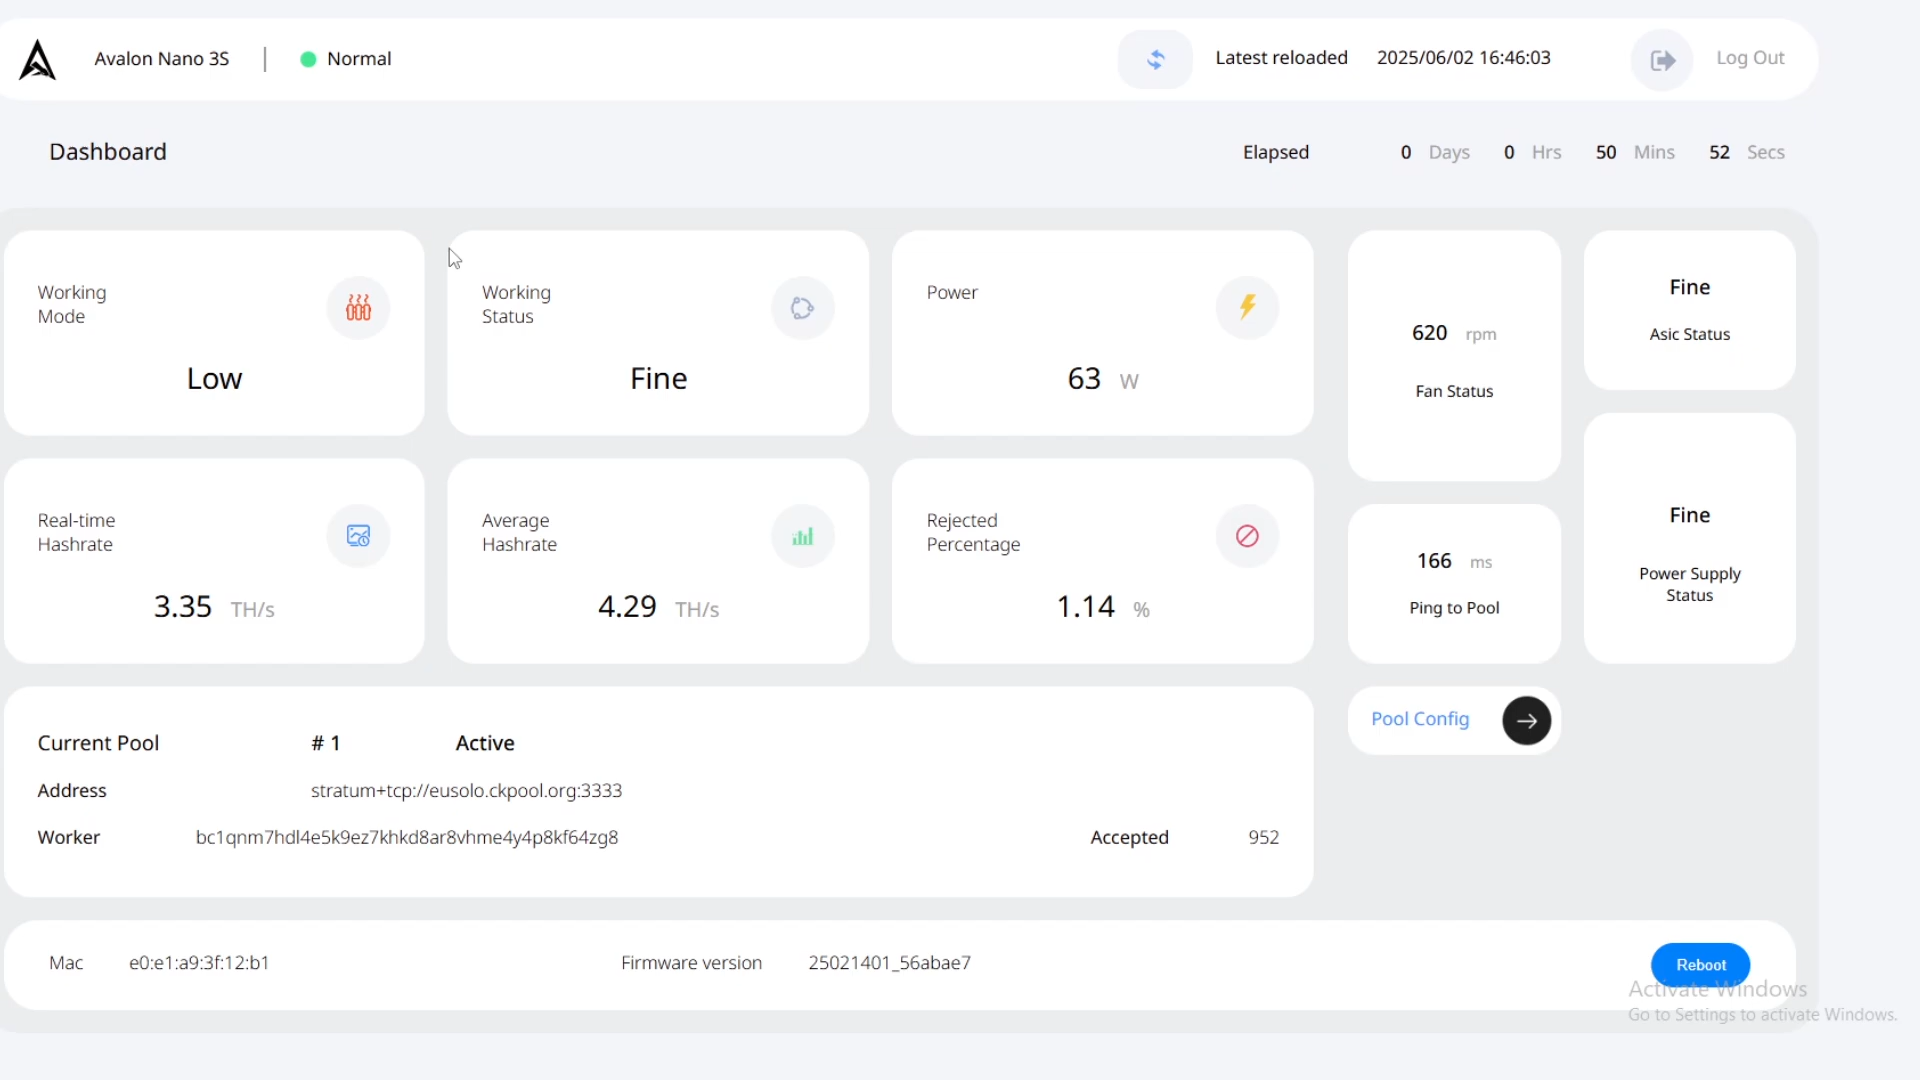 Avalon Nano 3S | Normal
Latest reloaded 2025/06/02 16:46:03 Log Out
Dashboard
Elapsed 0 Days 0 Hrs 50 Mins 52 Secs
Working
Mode
Low
Working
Status
Fine
Power
63 W
620 rpm
Fan Status
Fine
Asic Status
Real-time
Hashrate
3.35 TH/s
Average
Hashrate
4.29 TH/s
Rejected
Percentage
1.14 %
166 ms
Ping to Pool
Fine
Power Supply
Status
Current Pool # 1 Active
Address stratum+tcp://eusolo.ckpool.org:3333
Worker bc1qnm7hdl4e5k9ez7khkd8ar8vhme4y4p8kf64zg8 Accepted 952
Pool Config
Mac e0:e1:a9:3f:12:b1 Firmware version 25021401_56abae7 Reboot
Activate Windows
Go to Settings to activate Windows.